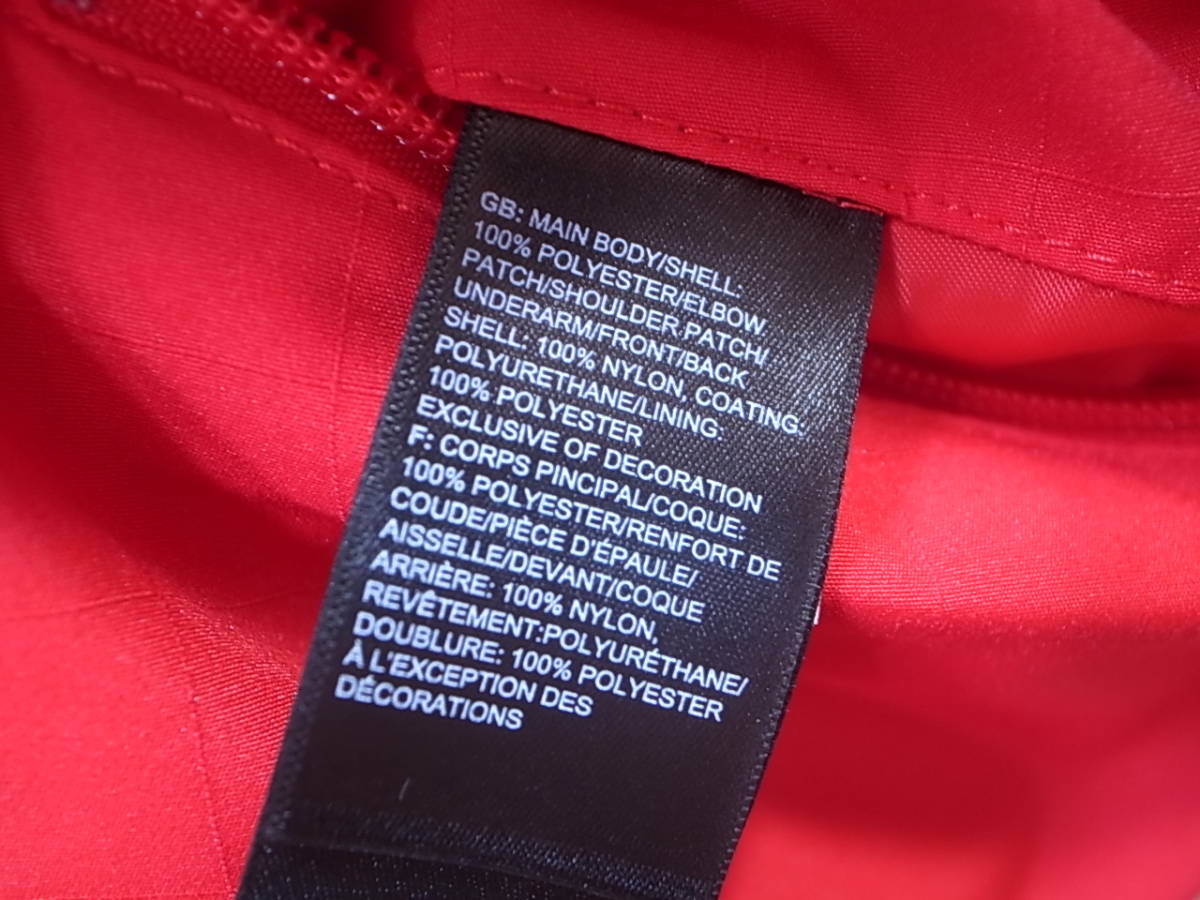 GB: MAIN BODY/SHELL.
100% POLYESTER/ELBOW
PATCH/SHOULDER PATCH/
UNDERARM/FRONT/BACK
SHELL: 100% NYLON, COATING:
POLYURETHANE/LINING:
100% POLYESTER
EXCLUSIVE OF DECORATION
F: CORPS PINCIPAL/COQUE:
100% POLYESTER/RENFORT DE
COUDE/PIÈCE D'ÉPAULE/
AISSELLE/DEVANT/COQUE
ARRIÈRE: 100% NYLON,
REVÊTEMENT:POLYURÉTHANE/
DOUBLURE: 100% POLYESTER
À L'EXCEPTION DES
DÉCORATIONS